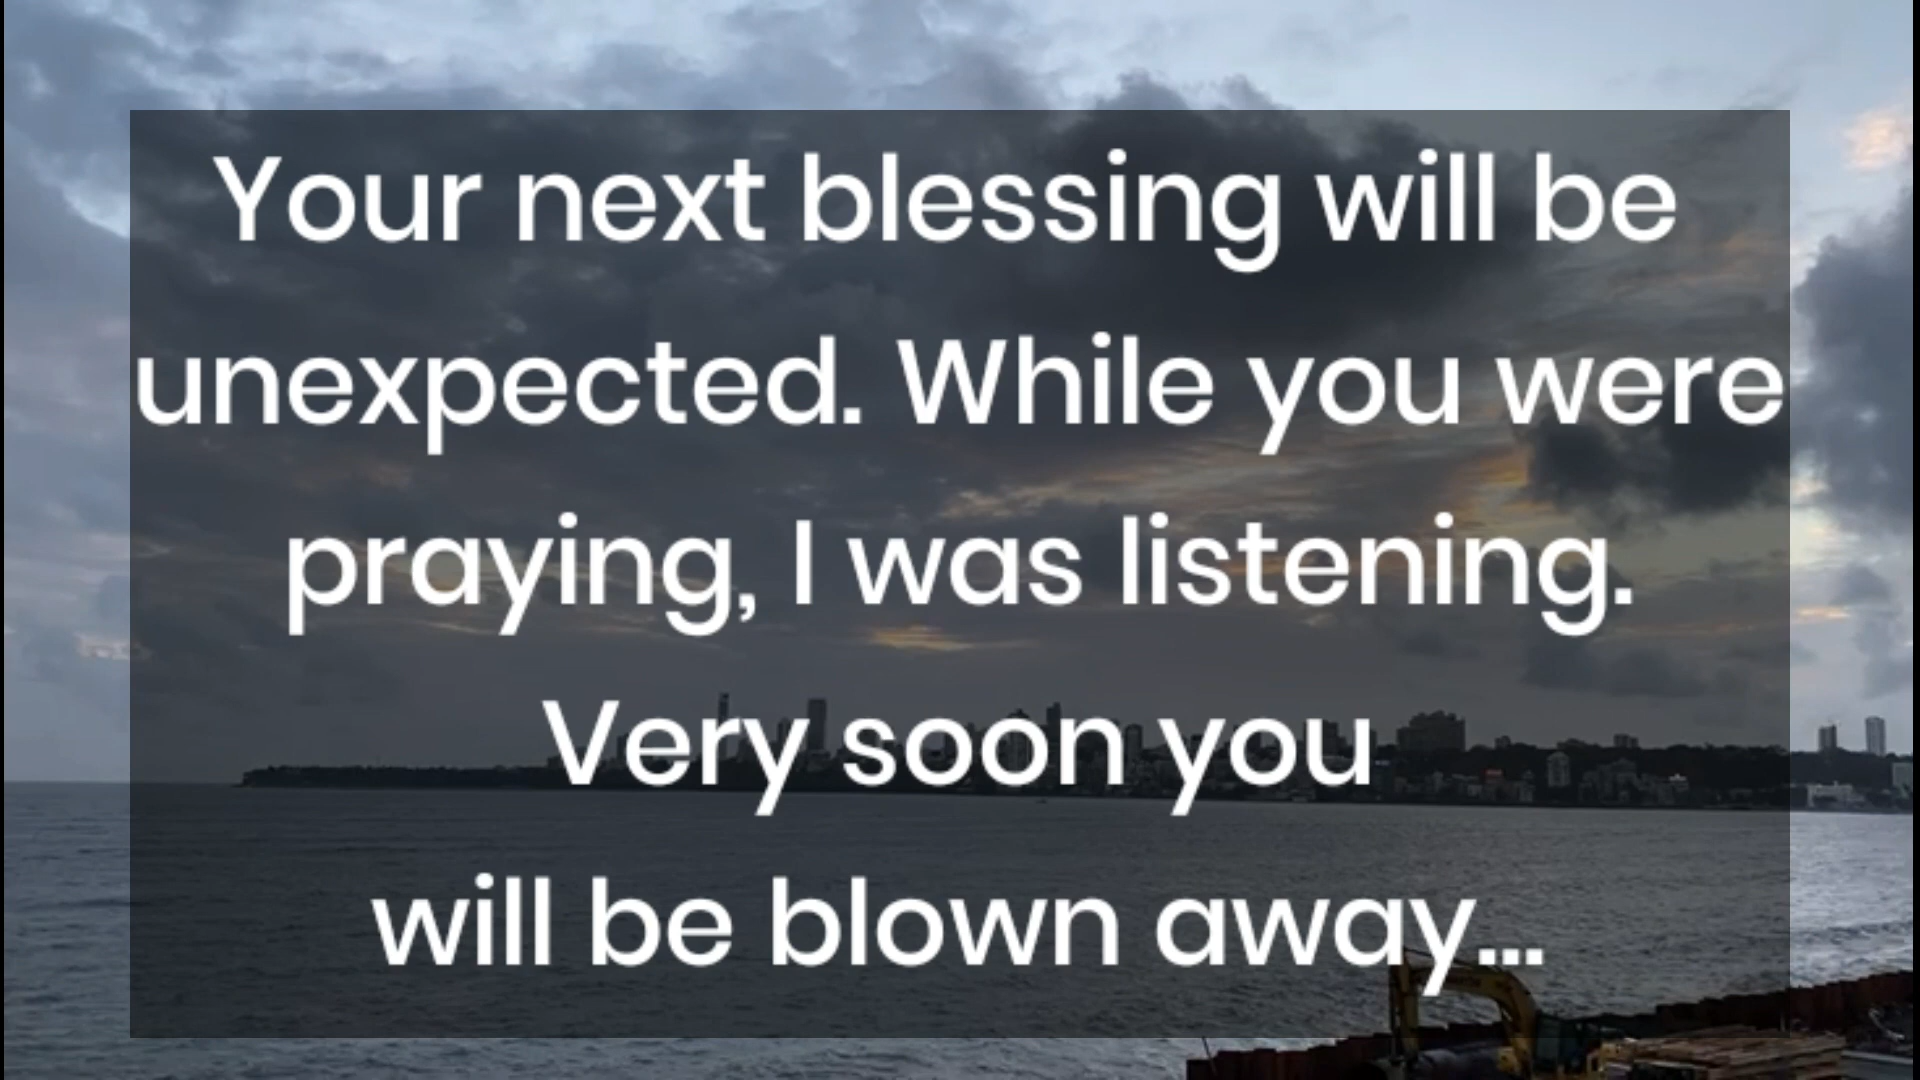 Your next blessing will be
unexpected. While you were
praying, I was listening.
Very soon you
will be blown away...